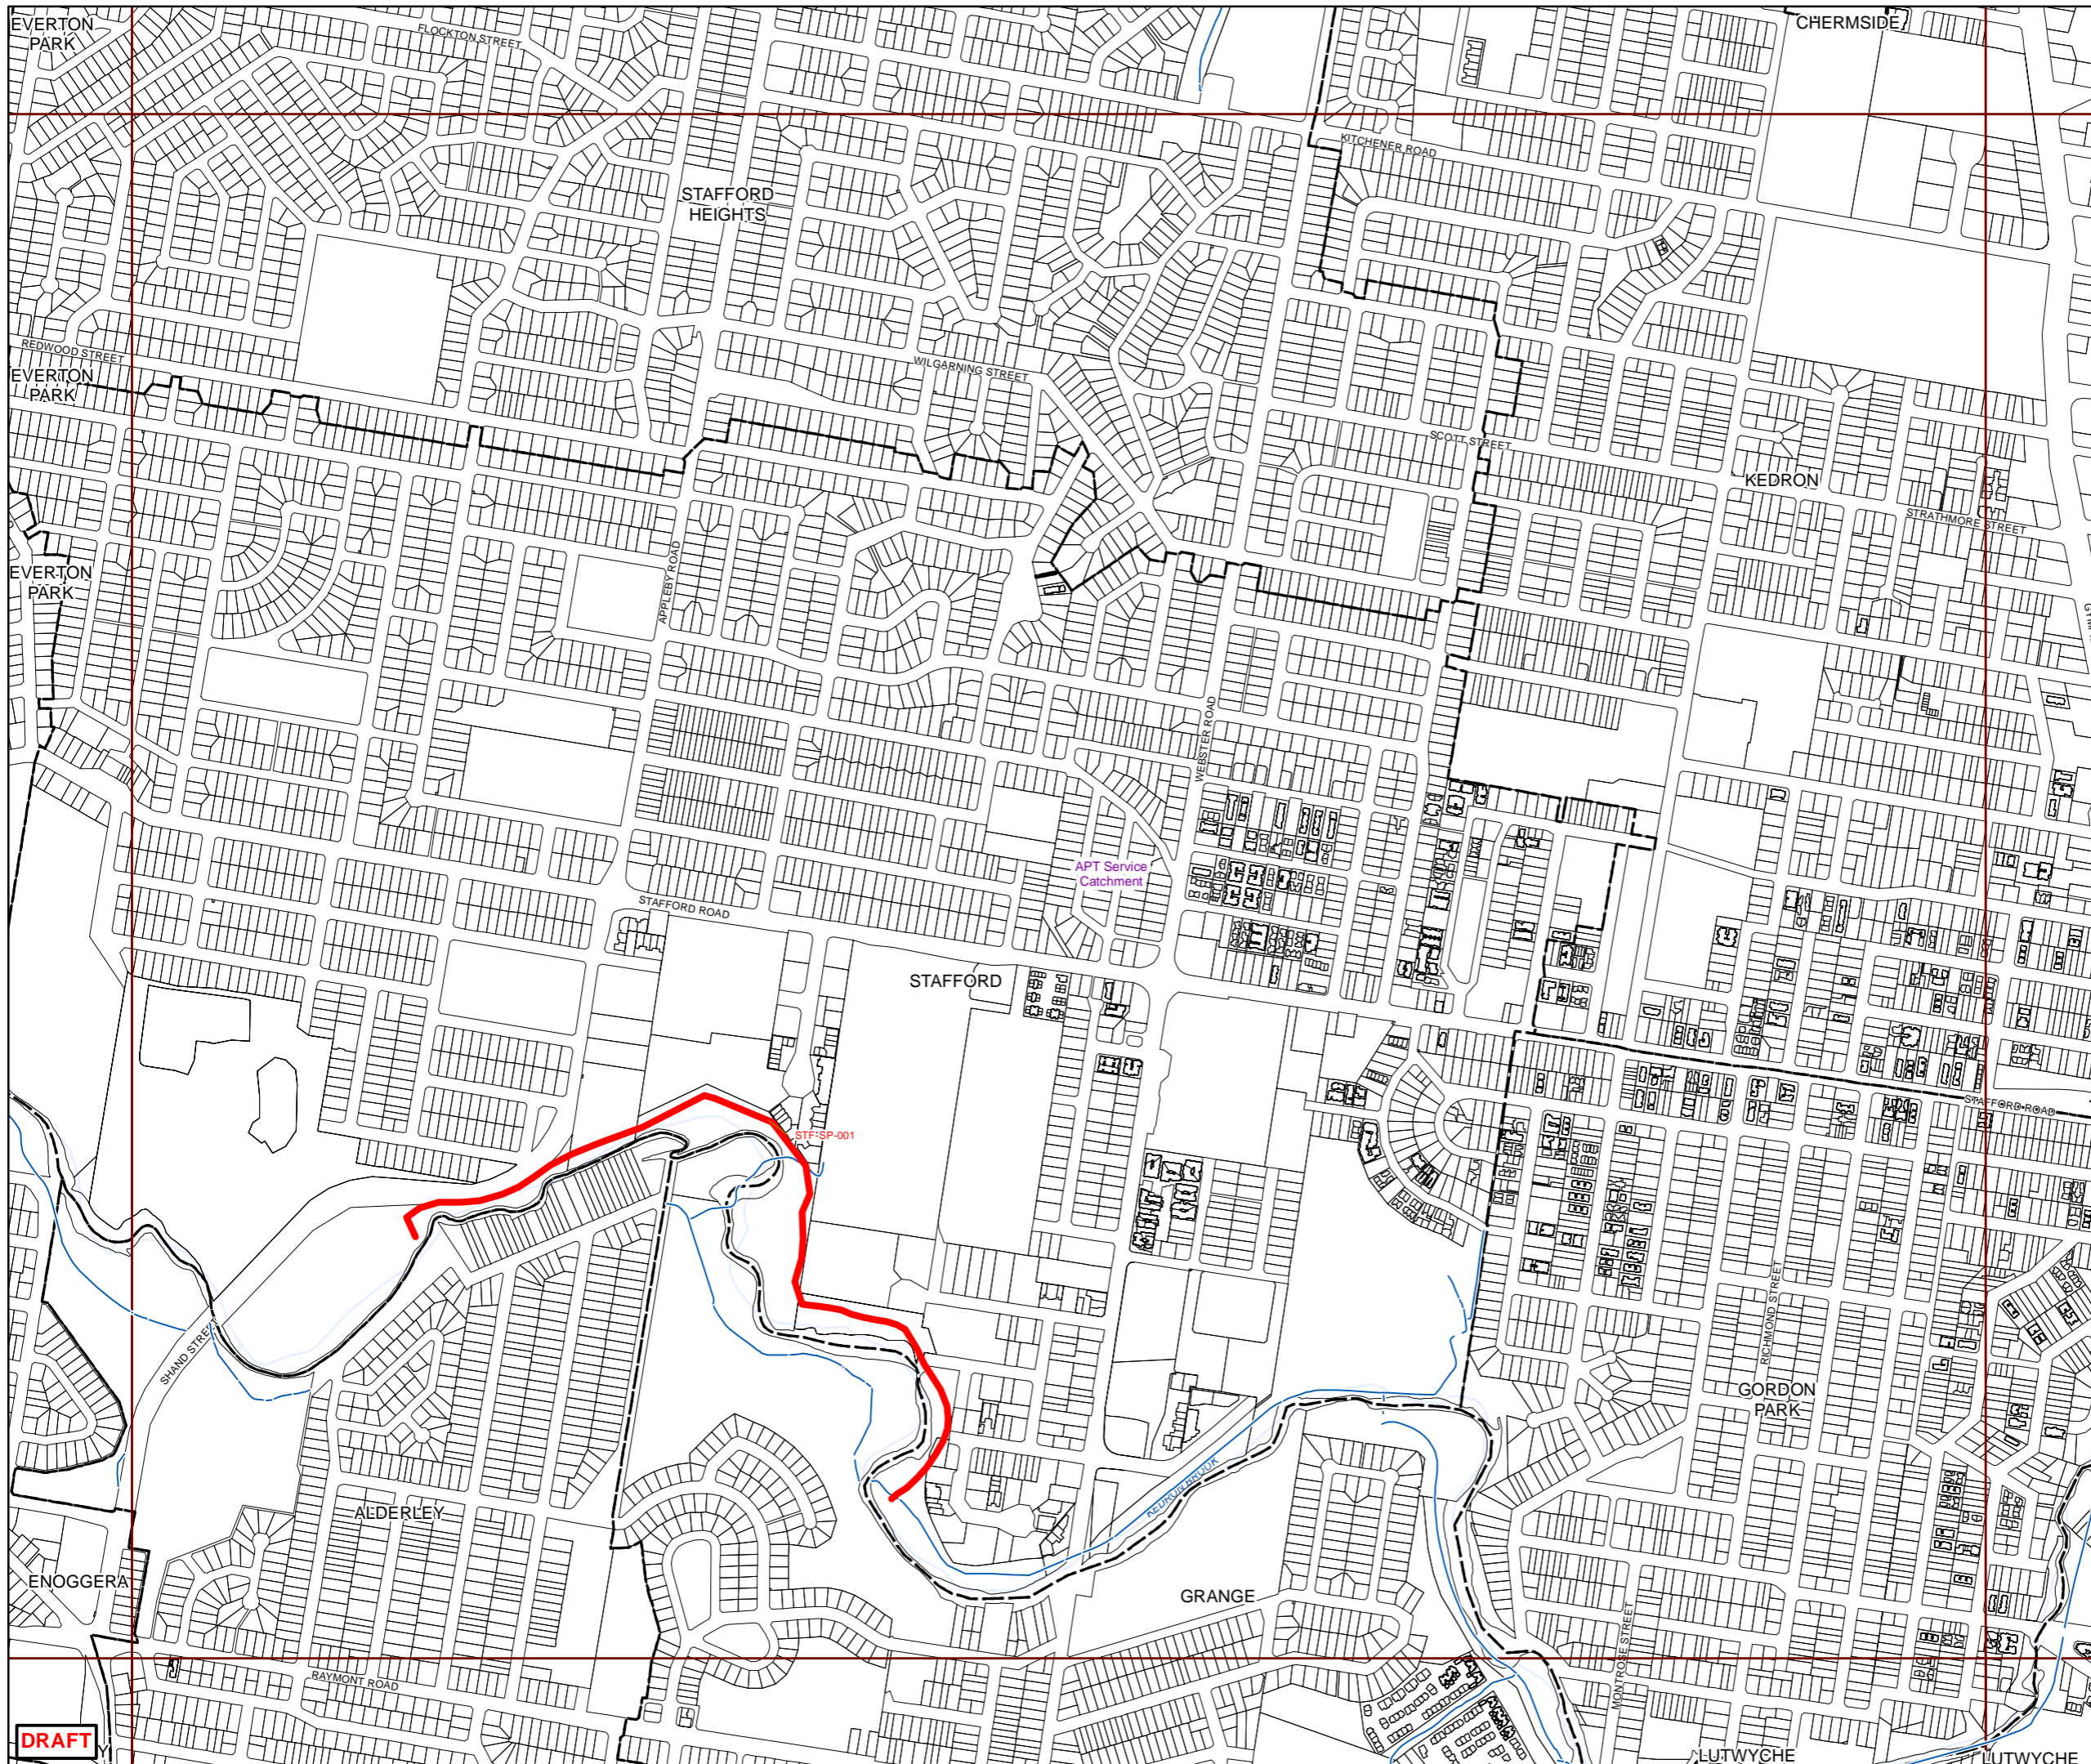 EVERTON
PARK
FLOCKTON STREET
CHERMSIDE
KITCHENER ROAD
STAFFORD
HEIGHTS
REDWOOD STREET
WILGARNING STREET
EVERTON
PARK
SCOTT STREET
KEDRON
STRATHMORE STREET
APPLEBY ROAD
EVERTON
PARK
WEBSTER ROAD
APT Service
Catchment
STAFFORD ROAD
STAFFORD
STAFFORD ROAD
STF-SP-001
SHAND STREET
RICHMOND STREET
GORDON
PARK
KEDRON BROOK
ALDERLEY
ENOGGERA
GRANGE
MONTROSE STREET
RAYMONT ROAD
DRAFT
LUTWYCHE
LUTWYCHE